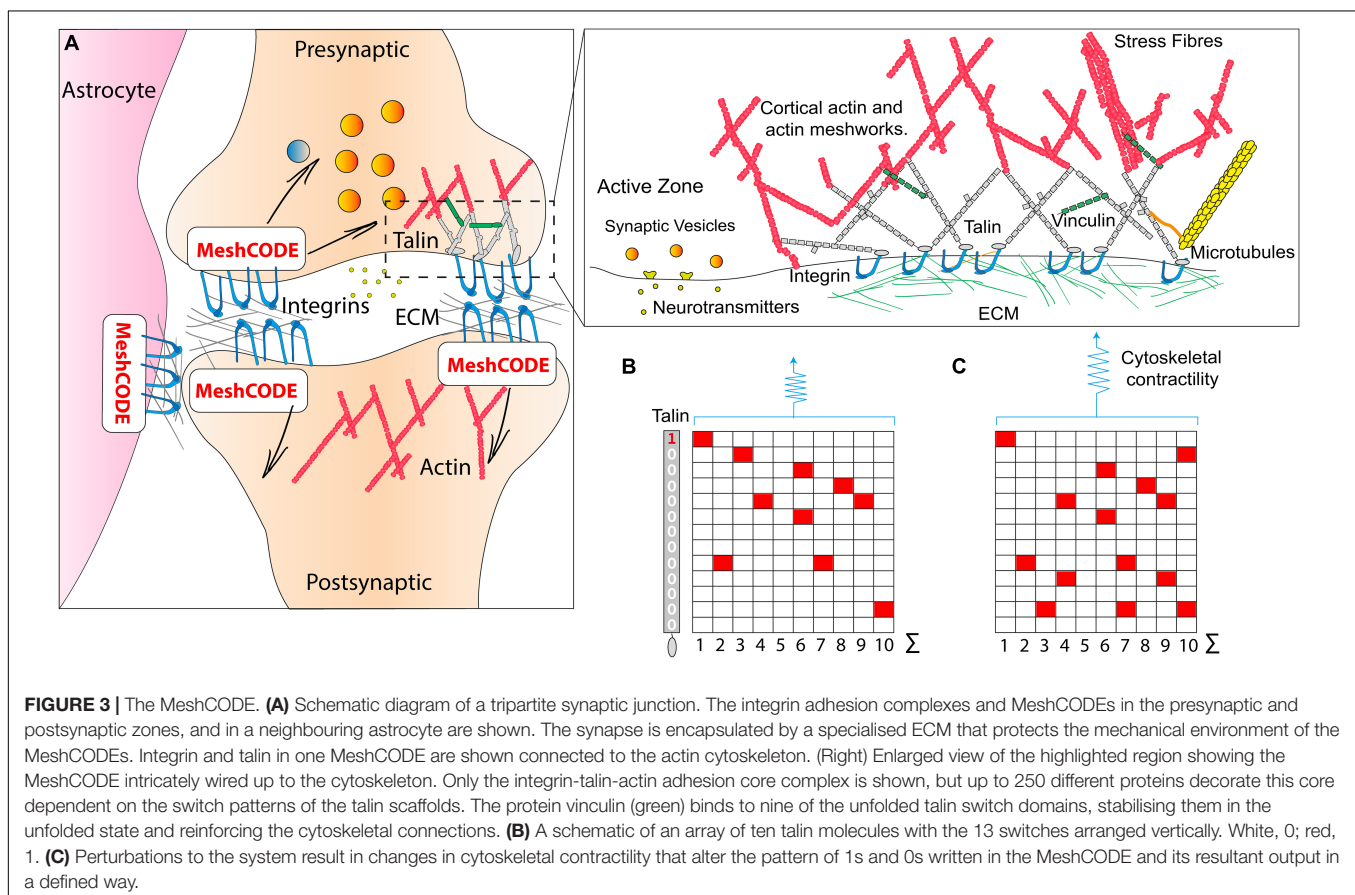 A
Presynaptic
Astrocyte
MeshCODE
Talin
Integrins
ECM
MeshCODE
MeshCODE
MeshCODE
Actin
Postsynaptic
Stress Fibres
Cortical actin and
actin meshworks.
Active Zone
Synaptic Vesicles
Talin
Vinculin
Microtubules
Integrin
Neurotransmitters
ECM
B
Talin
1
0
0
0
0
0
0
0
0
0
0
0
0
1 2 3 4 5 6 7 8 9 10 Σ
C
Cytoskeletal
contractility
1 2 3 4 5 6 7 8 9 10 Σ
FIGURE 3 | The MeshCODE. (A) Schematic diagram of a tripartite synaptic junction. The integrin adhesion complexes and MeshCODEs in the presynaptic and
postsynaptic zones, and in a neighbouring astrocyte are shown. The synapse is encapsulated by a specialised ECM that protects the mechanical environment of the
MeshCODEs. Integrin and talin in one MeshCODE are shown connected to the actin cytoskeleton. (Right) Enlarged view of the highlighted region showing the
MeshCODE intricately wired up to the cytoskeleton. Only the integrin-talin-actin adhesion core complex is shown, but up to 250 different proteins decorate this core
dependent on the switch patterns of the talin scaffolds. The protein vinculin (green) binds to nine of the unfolded talin switch domains, stabilising them in the
unfolded state and reinforcing the cytoskeletal connections. (B) A schematic of an array of ten talin molecules with the 13 switches arranged vertically. White, 0; red,
1. (C) Perturbations to the system result in changes in cytoskeletal contractility that alter the pattern of 1s and 0s written in the MeshCODE and its resultant output in
a defined way.